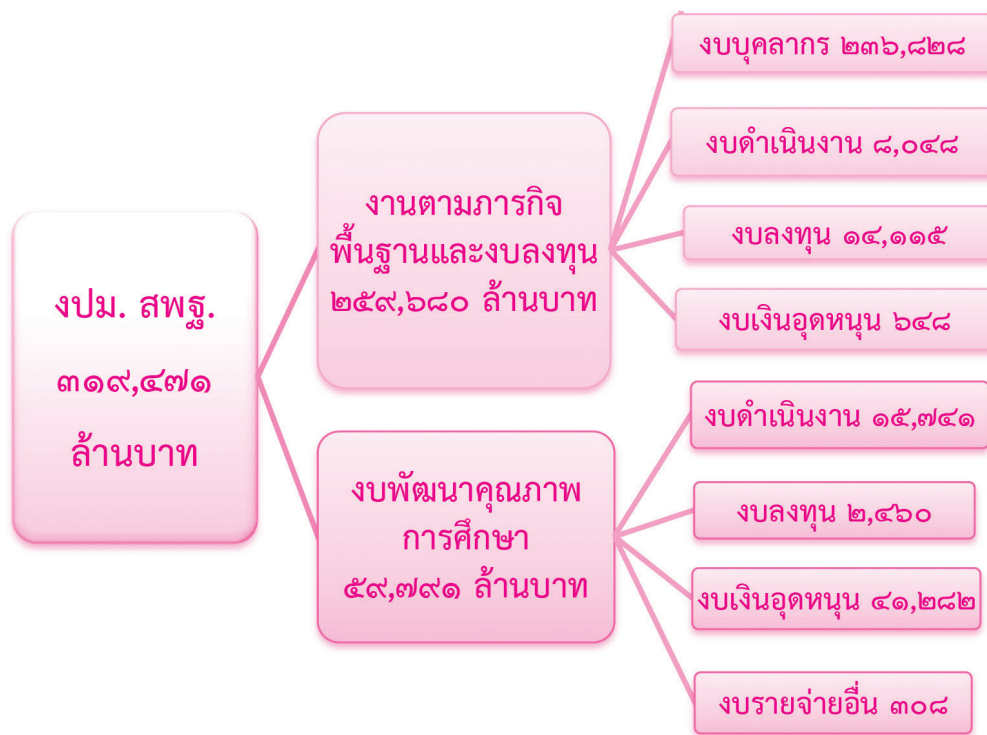 งปม. สพฐ.
๓๑๙,๔๗๑
ล้านบาท
งานตามภารกิจ
พื้นฐานและงบลงทุน
๒๕๙,๖๘๐ ล้านบาท
งบบุคลากร ๒๓๖,๘๒๘
งบดำเนินงาน ๘,๐๔๘
งบลงทุน ๑๔,๑๑๕
งบเงินอุดหนุน ๖๔๘
งบพัฒนาคุณภาพ
การศึกษา
๕๙,๗๙๑ ล้านบาท
งบดำเนินงาน ๑๕,๗๔๑
งบลงทุน ๒,๔๖๐
งบเงินอุดหนุน ๔๑,๒๘๒
งบรายจ่ายอื่น ๓๐๘